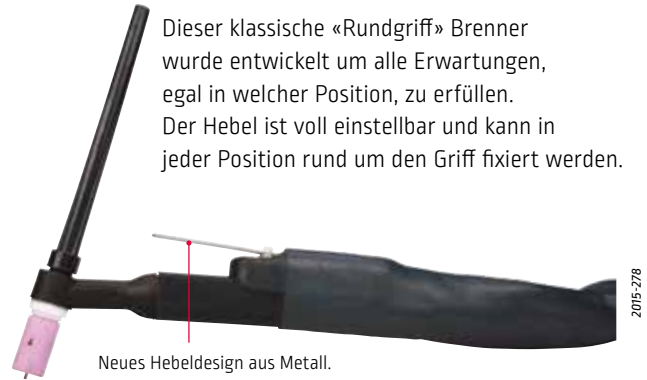 Dieser klassische «Rundgriff» Brenner
wurde entwickelt um alle Erwartungen,
egal in welcher Position, zu erfüllen.
Der Hebel ist voll einstellbar und kann in
jeder Position rund um den Griff fixiert werden.
2015-278
Neues Hebeldesign aus Metall.